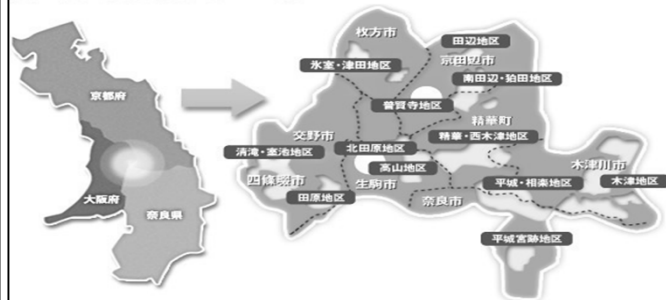 京都府
大阪府
奈良県
枚方市
田辺地区
京田辺市
氷室・津田地区
南田辺・狛田地区
普賢寺地区
精華町
交野市
精華・西木津地区
清滝・室池地区
北田原地区
高山地区
木津川市
四條畷市
生駒市
平城・相楽地区
木津地区
田原地区
奈良市
平城宮跡地区